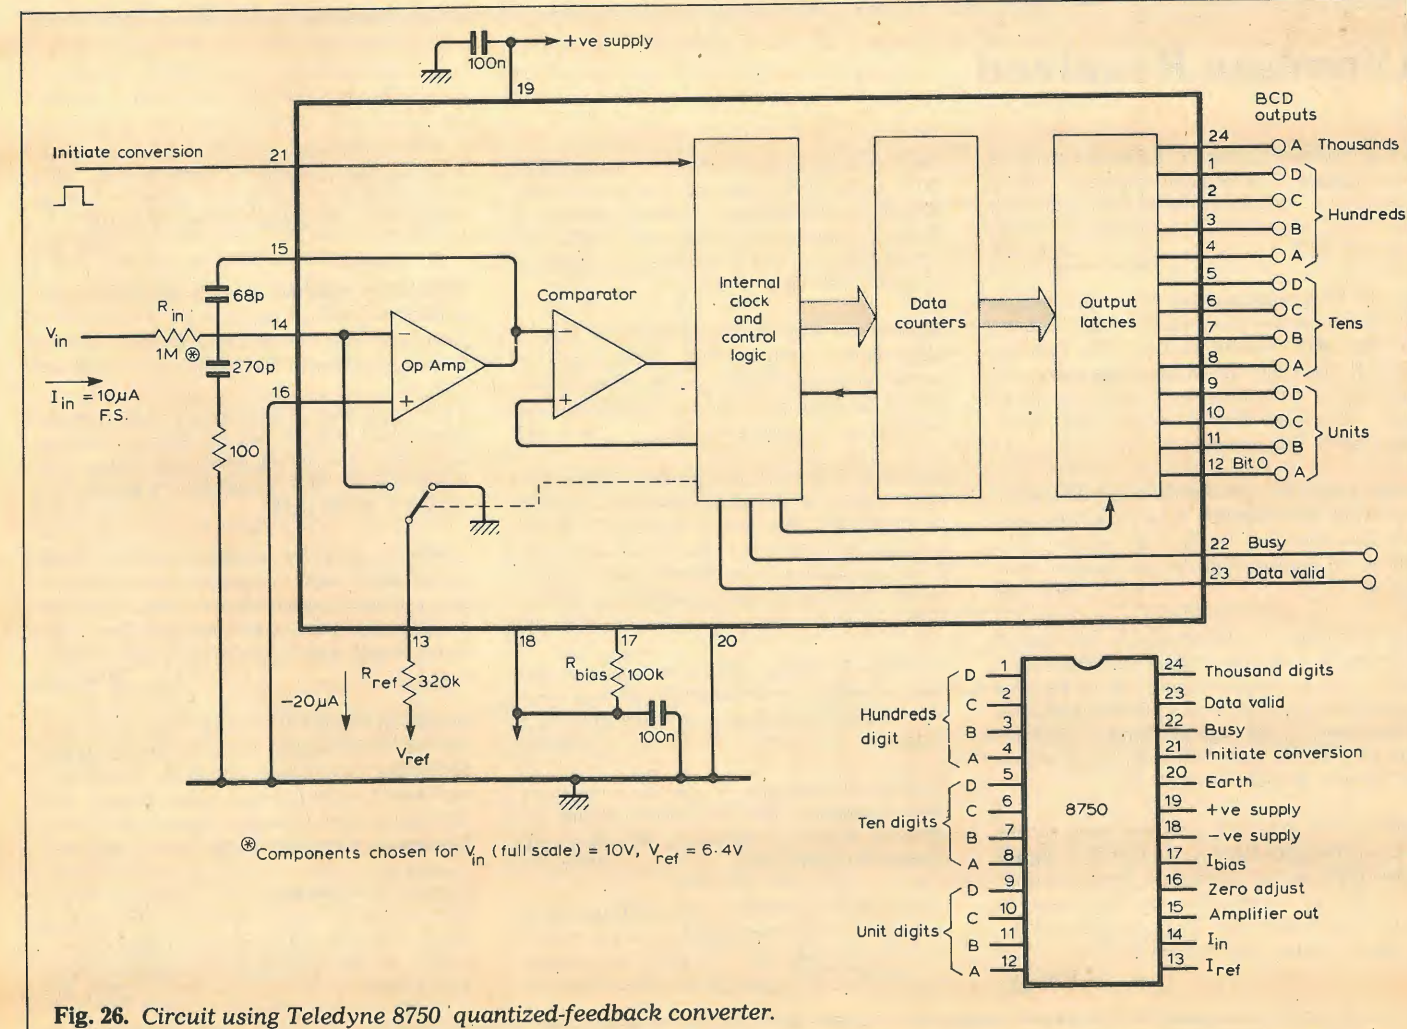 +ve supply
100n
19
BCD
outputs
Initiate conversion
21
24
A
Thousands
1
D
2
C
Hundreds
3
B
4
A
15
5
D
68p
Comparator
Internal
clock
and
control
logic
Data
counters
Output
latches
6
C
Tens
R in
V in
14
−
−
7
B
1M ⊛
270p
Op Amp
8
A
I in = 10µA
F.S.
16
+
+
9
D
10
C
Units
100
11
B
12
Bit 0
A
22
Busy
23
Data valid
13
18
17
20
R ref
320k
R bias
100k
−20µA
V ref
100n
⊛Components chosen for V in (full scale) = 10V, V ref = 6·4V
D
1
24
Thousand digits
C
2
23
Data valid
Hundreds
digit
B
3
22
Busy
A
4
21
Initiate conversion
D
5
20
Earth
C
6
8750
19
+ve supply
Ten digits
B
7
18
−ve supply
A
8
17
I bias
D
9
16
Zero adjust
C
10
15
Amplifier out
Unit digits
B
11
14
I in
A
12
13
I ref
Fig. 26. Circuit using Teledyne 8750 quantized-feedback converter.